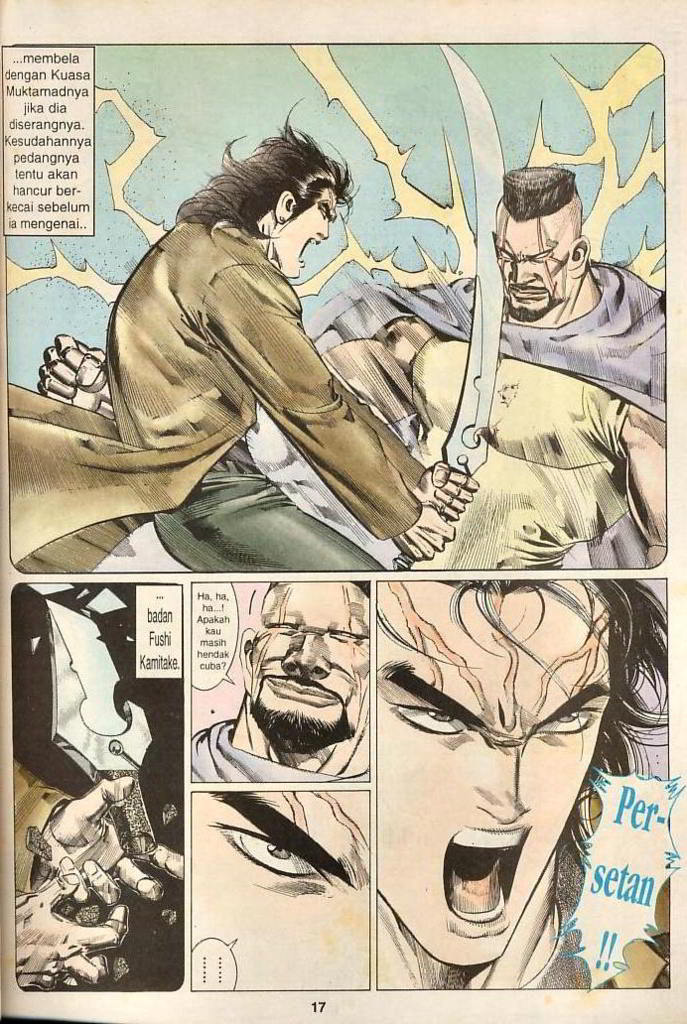 ...membela
dengan Kuasa
Muktamadnya
jika dia
diserangnya.
Kesudahannya
pedangnya
tentu akan
hancur ber-
kecai sebelum
ia mengenai..
...
badan
Fushi
Kamitake.
Ha, ha,
ha...!
Apakah
kau
masih
hendak
cuba?
Per-
setan
!!
17